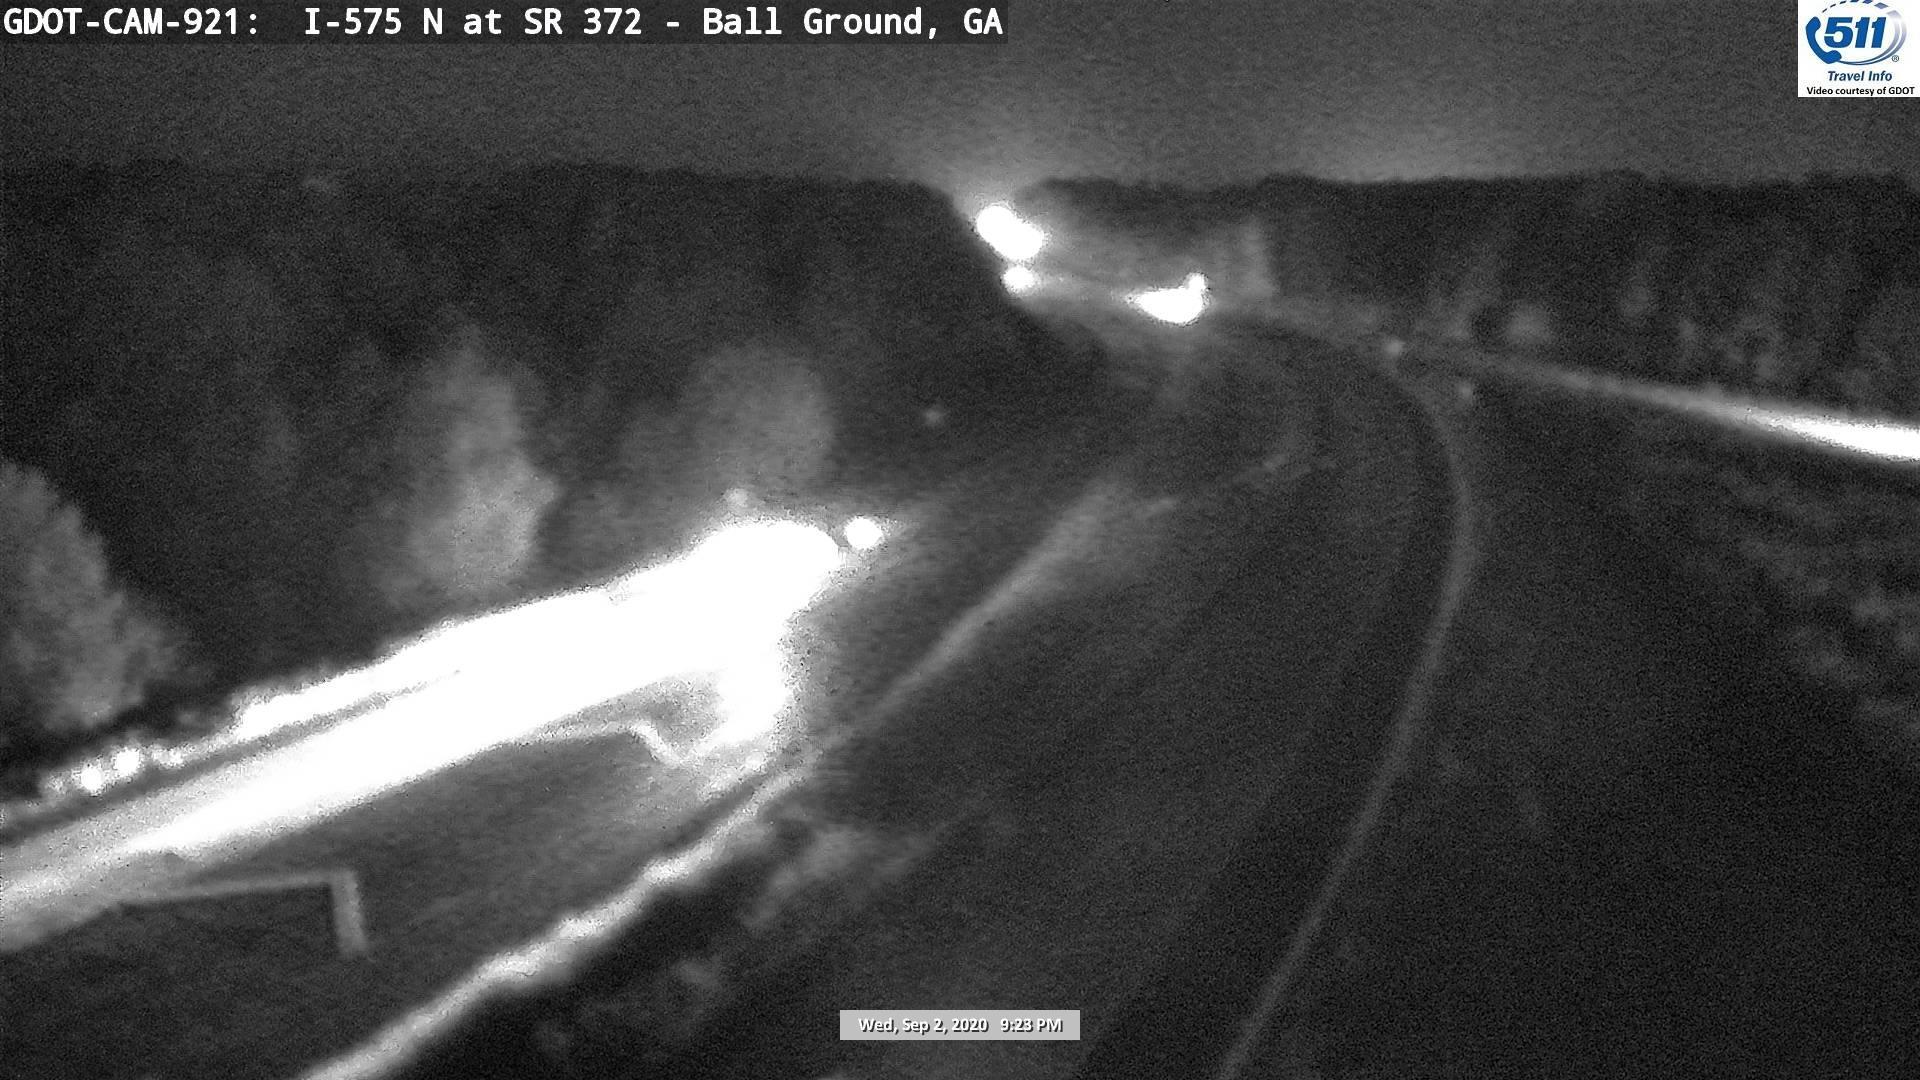 GDOT-CAM-921: I-575 N at SR 372 - Ball Ground, GA
511
®
Travel Info
Video courtesy of GDOT
Wed, Sep 2, 2020 9:23 PM